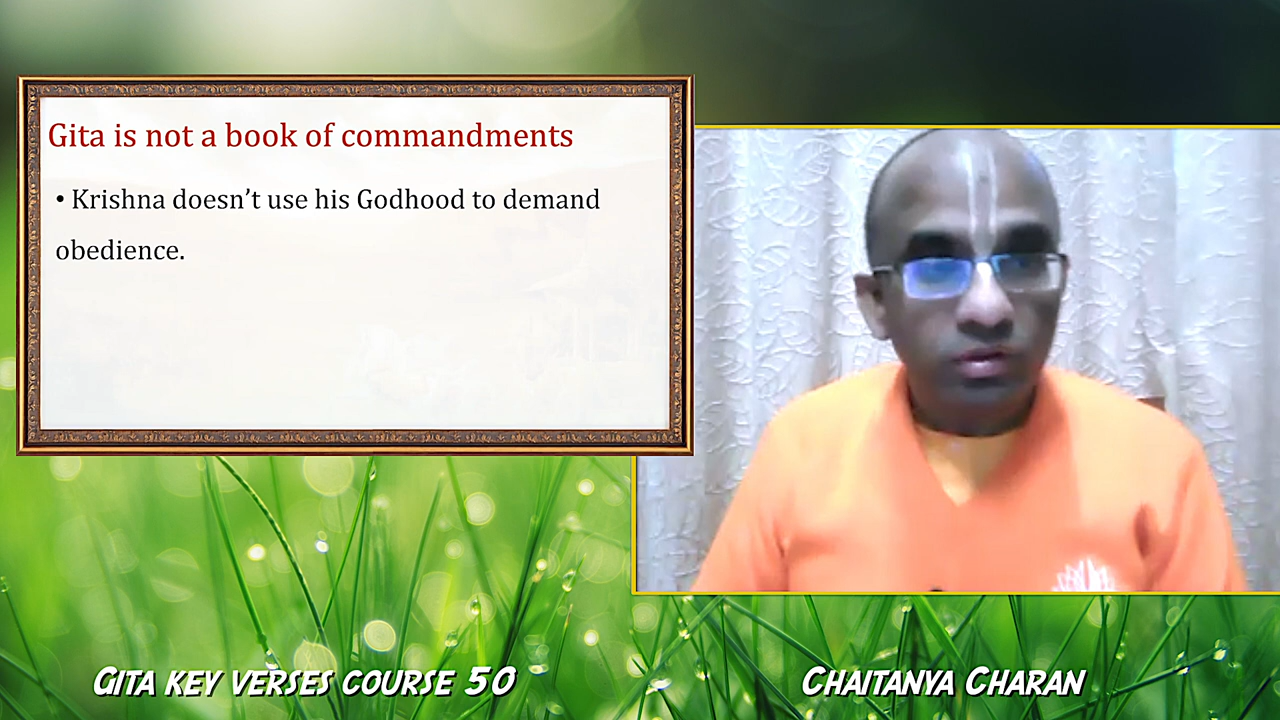 Gita is not a book of commandments
• Krishna doesn’t use his Godhood to demand
obedience.
Gita key verses course 50
Chaitanya Charan